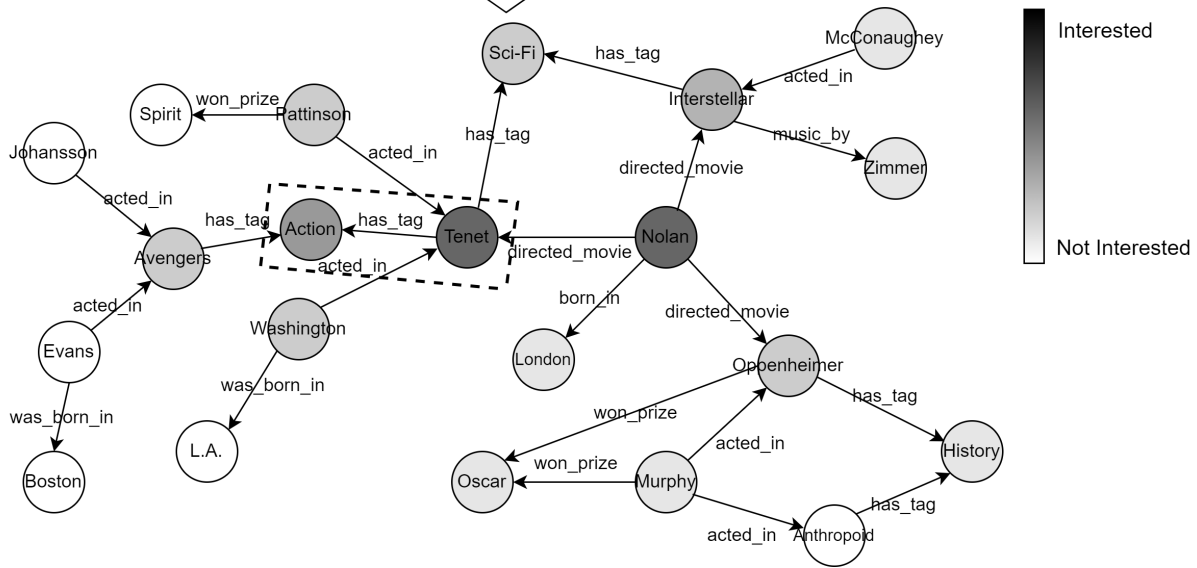 McConaughey
Interested
Sci-Fi
has_tag
acted_in
Interstellar
won_prize
Spirit
Pattinson
has_tag
music_by
Johansson
acted_in
directed_movie
Zimmer
acted_in
has_tag
has_tag
Action
Tenet
Nolan
directed_movie
Not Interested
Avengers
acted_in
born_in
acted_in
directed_movie
Washington
Evans
London
Oppenheimer
was_born_in
has_tag
was_born_in
won_prize
acted_in
L.A.
History
won_prize
Boston
Oscar
Murphy
has_tag
acted_in
Anthropoid